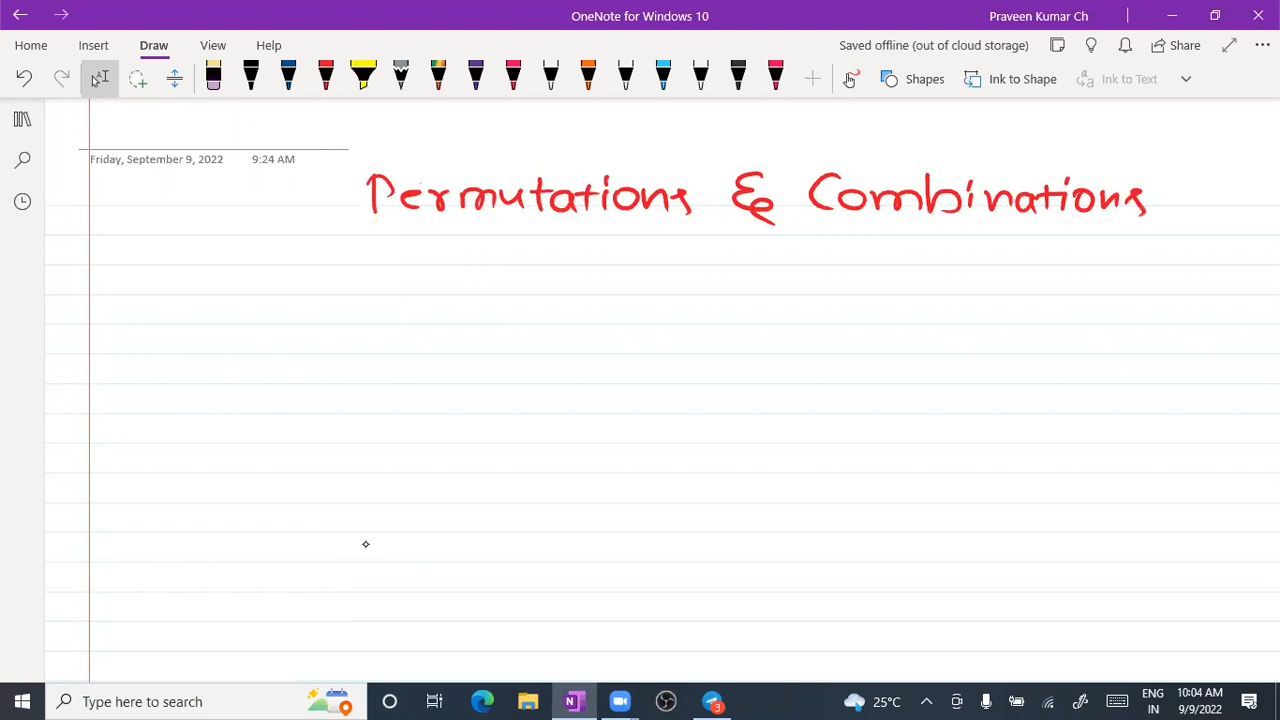 OneNote for Windows 10
Praveen Kumar Ch
Home Insert Draw View Help
Saved offline (out of cloud storage)
Share
Shapes
Ink to Shape
Ink to Text
Friday, September 9, 2022 9:24 AM
Permutations & Combinations
Type here to search
3
25°C
ENG
IN
10:04 AM
9/9/2022